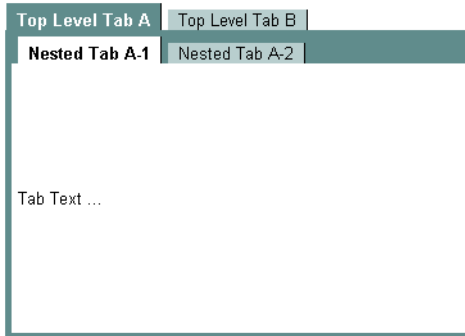 Top Level Tab A Top Level Tab B
Nested Tab A-1 Nested Tab A-2
Tab Text ...